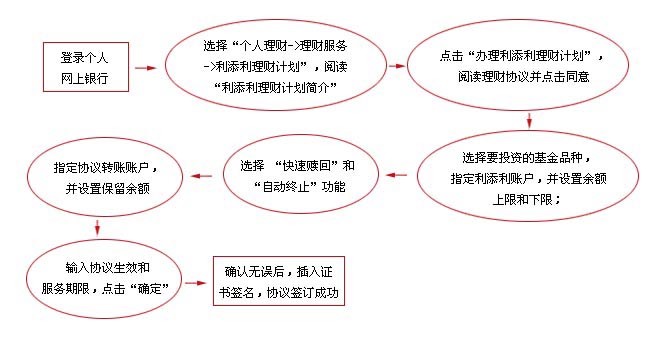 登录个人
网上银行
选择“个人理财->理财服务
->利添利理财计划”，阅读
“利添利理财计划简介”
点击“办理利添利理财计划”，
阅读理财协议并点击同意
选择要投资的基金品种，
指定利添利账户，并设置余额
上限和下限；
选择 “快速赎回”和
“自动终止”功能
指定协议转账账户，
并设置保留余额
输入协议生效和
服务期限，点击“确定”
确认无误后，插入证
书签名，协议签订成功